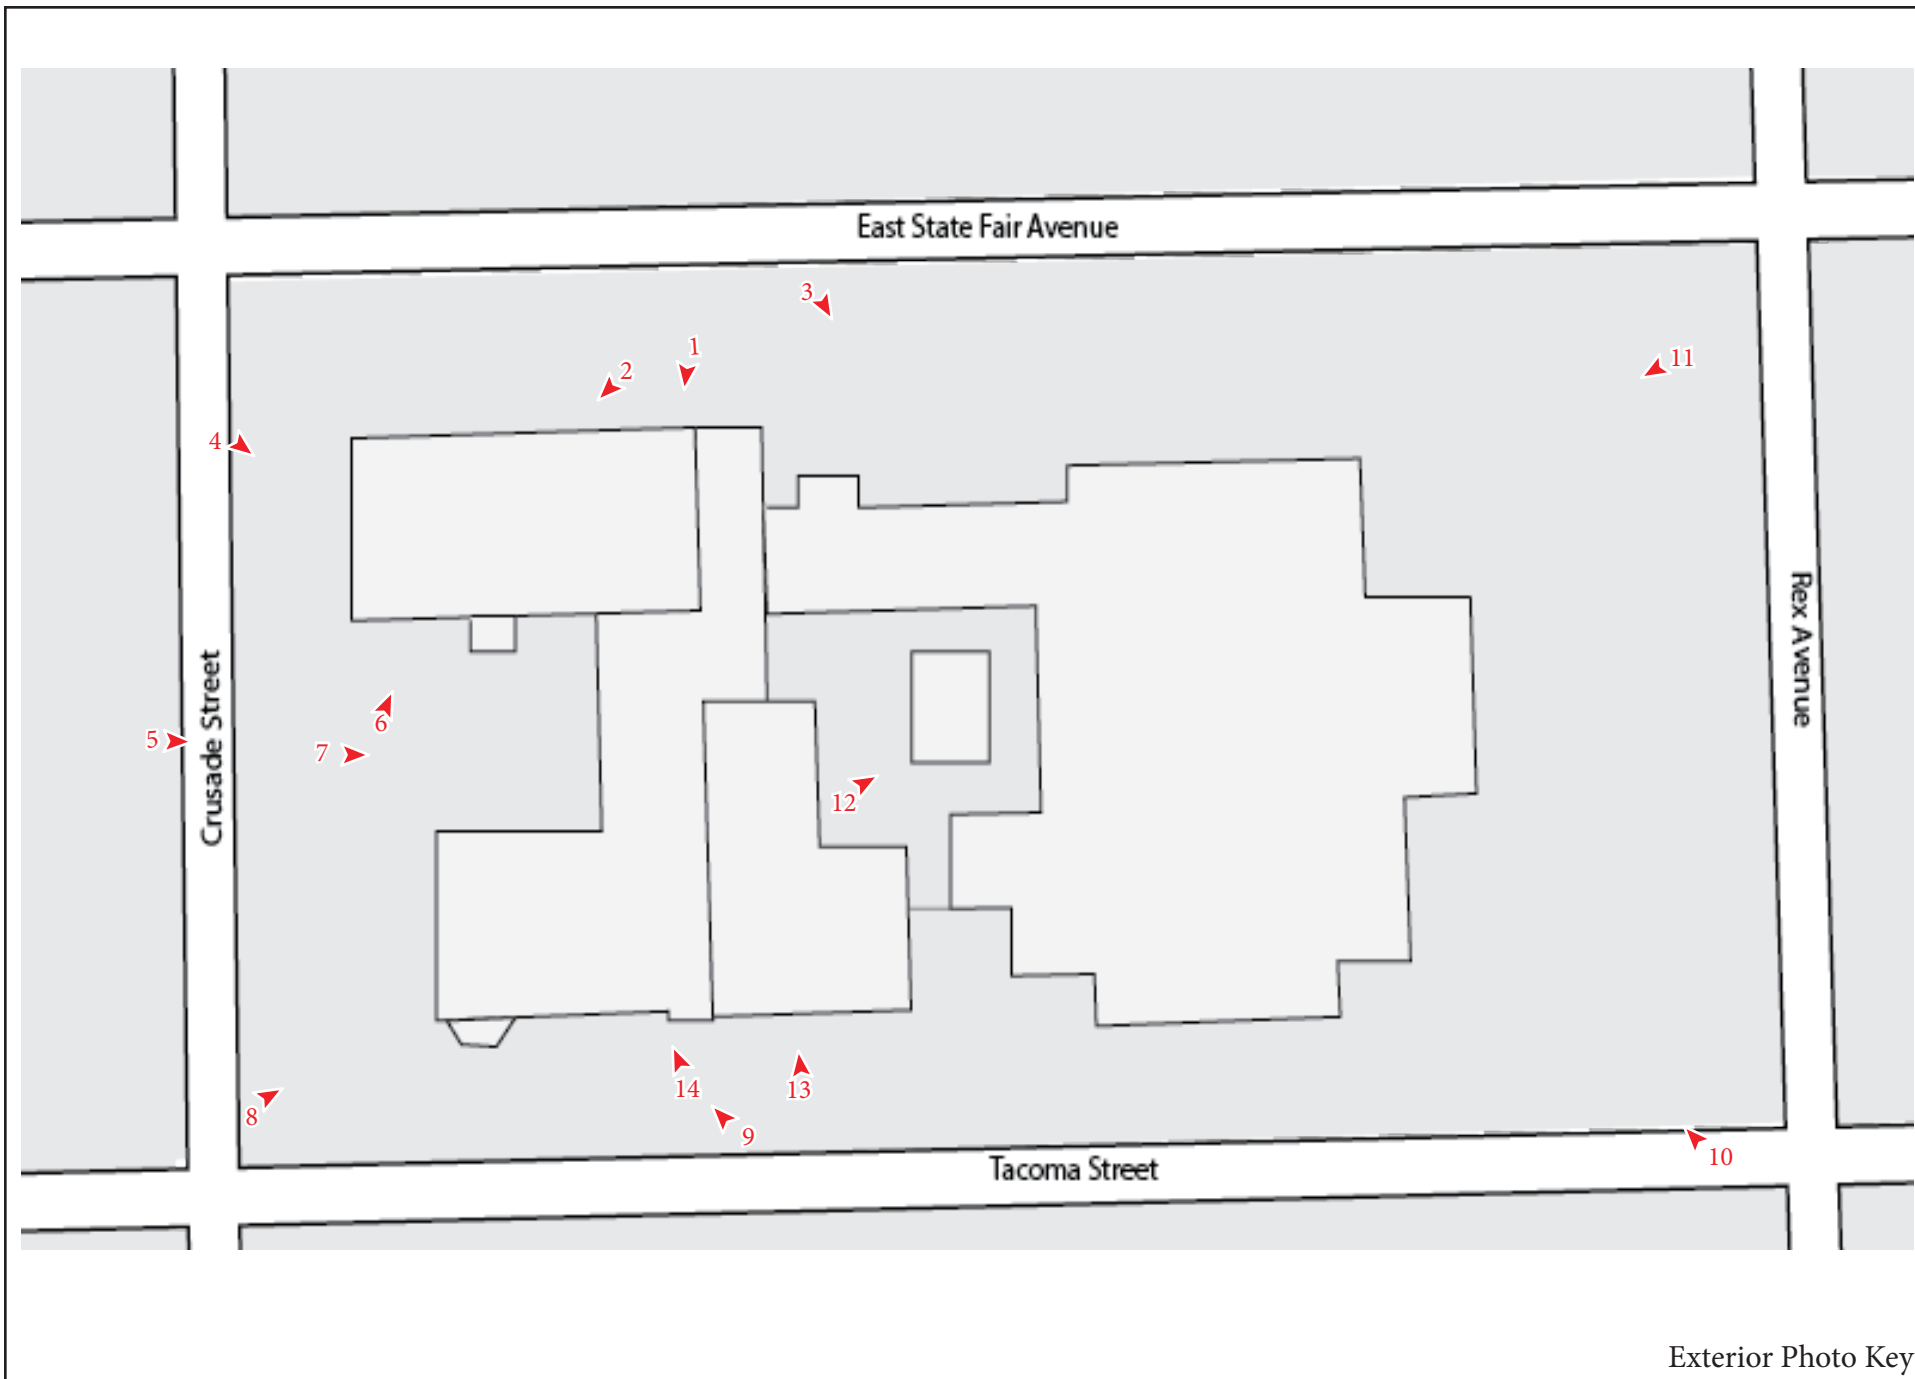 East State Fair Avenue
3
1
2
11
4
Rex Avenue
Crusade Street
6
5
7
12
14
13
8
9
10
Tacoma Street
Exterior Photo Key